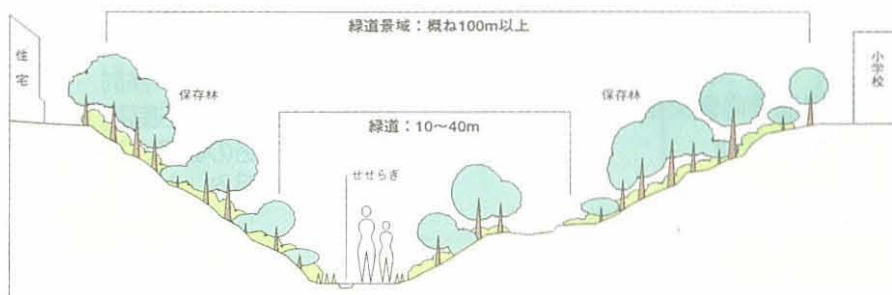 緑道景域：概ね100m以上
住宅
小学校
保存林
保存林
緑道：10〜40m
せせらぎ